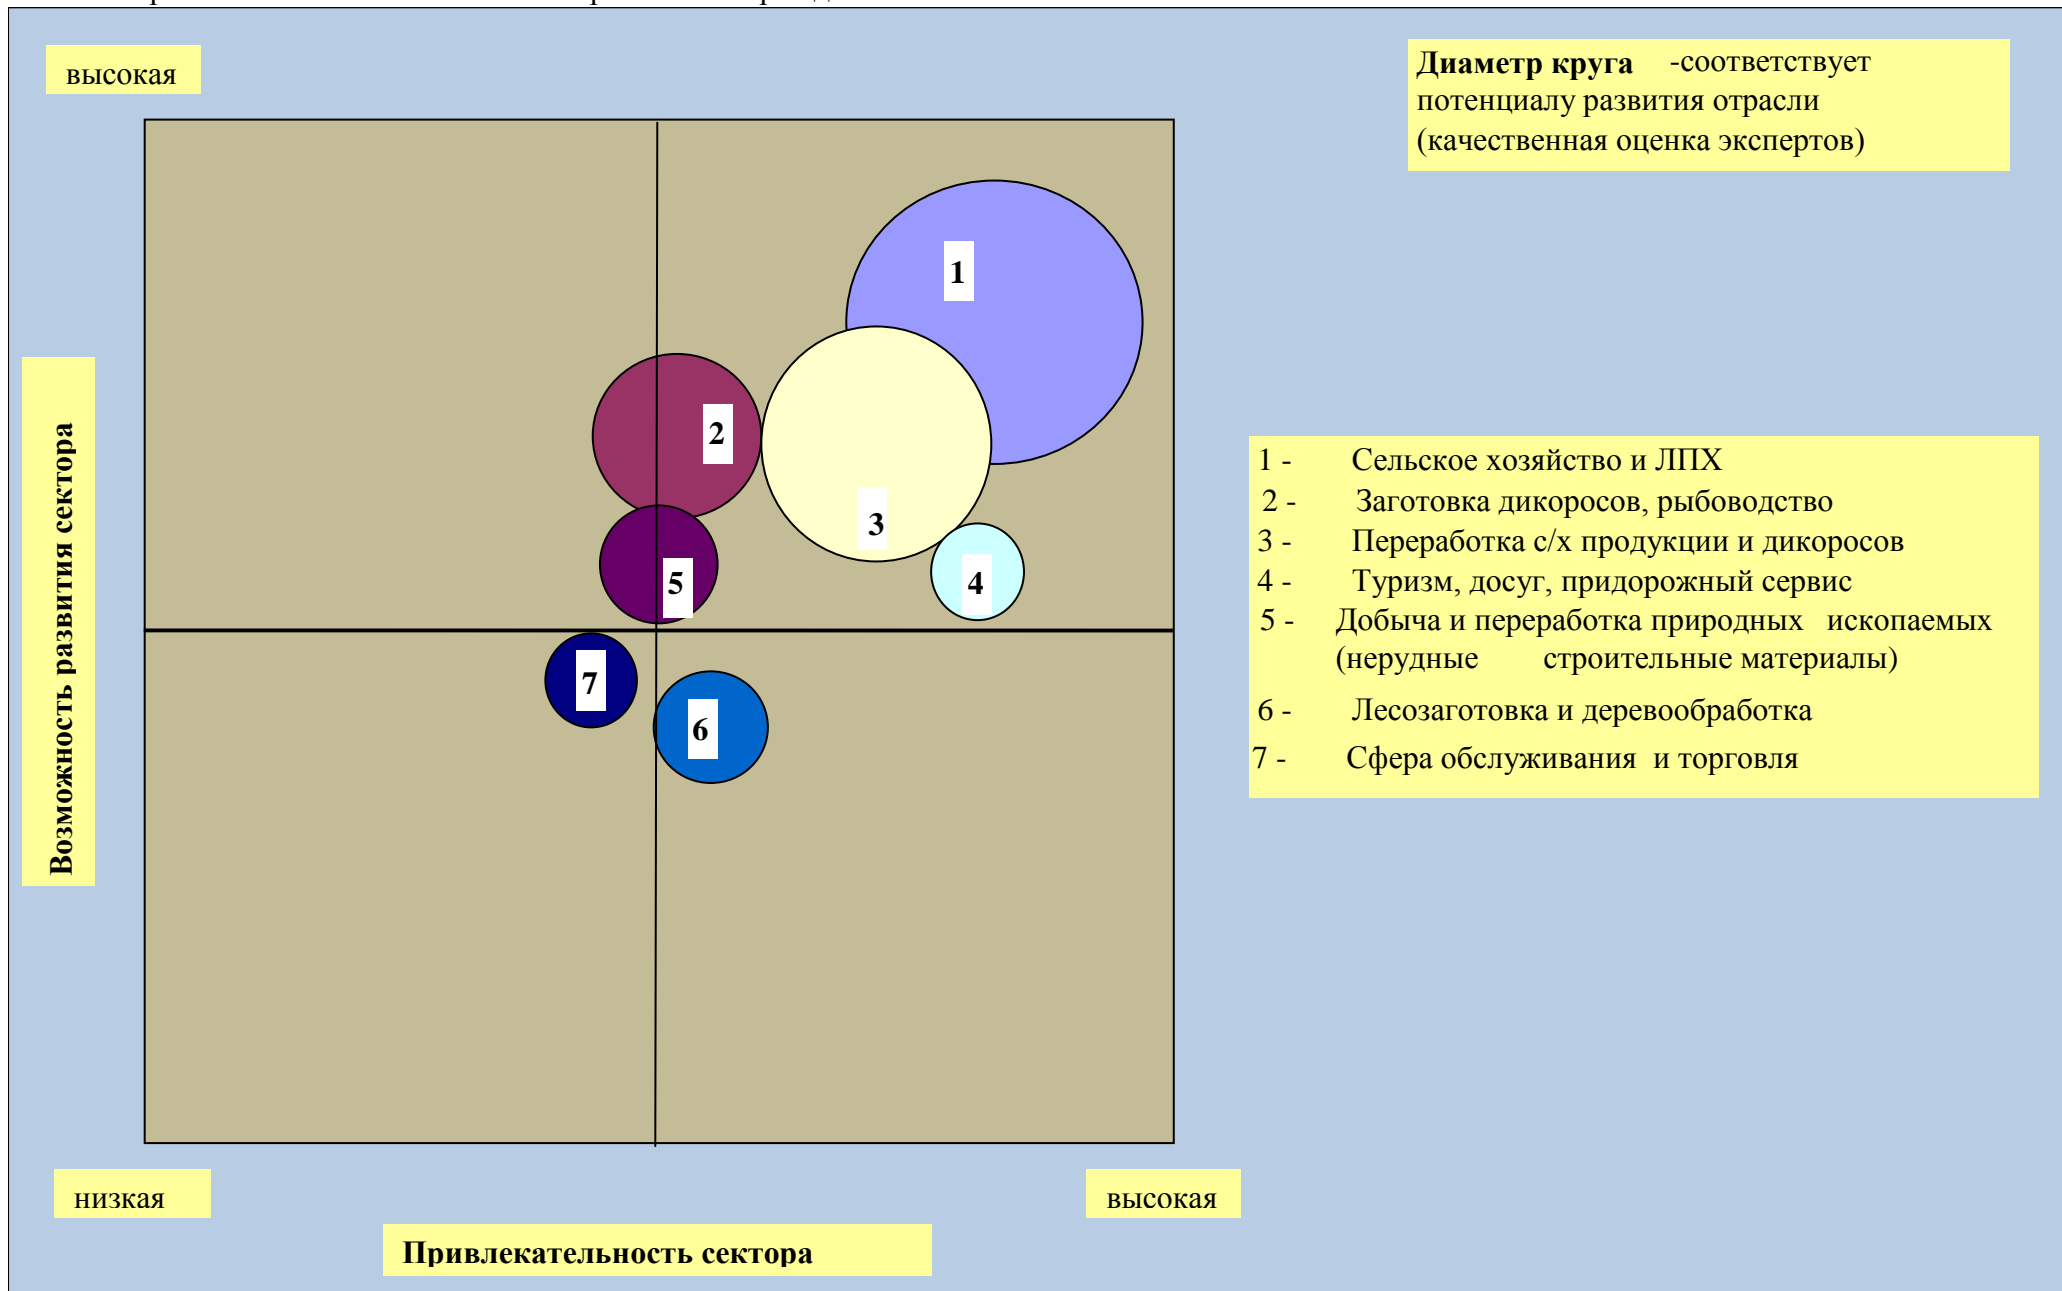 высокая
Диаметр круга -соответствует
потенциалу развития отрасли
(качественная оценка экспертов)
1
2
3
4
5
6
7
Возможность развития сектора
1 - Сельское хозяйство и ЛПХ
2 - Заготовка дикоросов, рыбоводство
3 - Переработка с/х продукции и дикоросов
4 - Туризм, досуг, придорожный сервис
5 - Добыча и переработка природных ископаемых
(нерудные строительные материалы)
6 - Лесозаготовка и деревообработка
7 - Сфера обслуживания и торговля
низкая
высокая
Привлекательность сектора